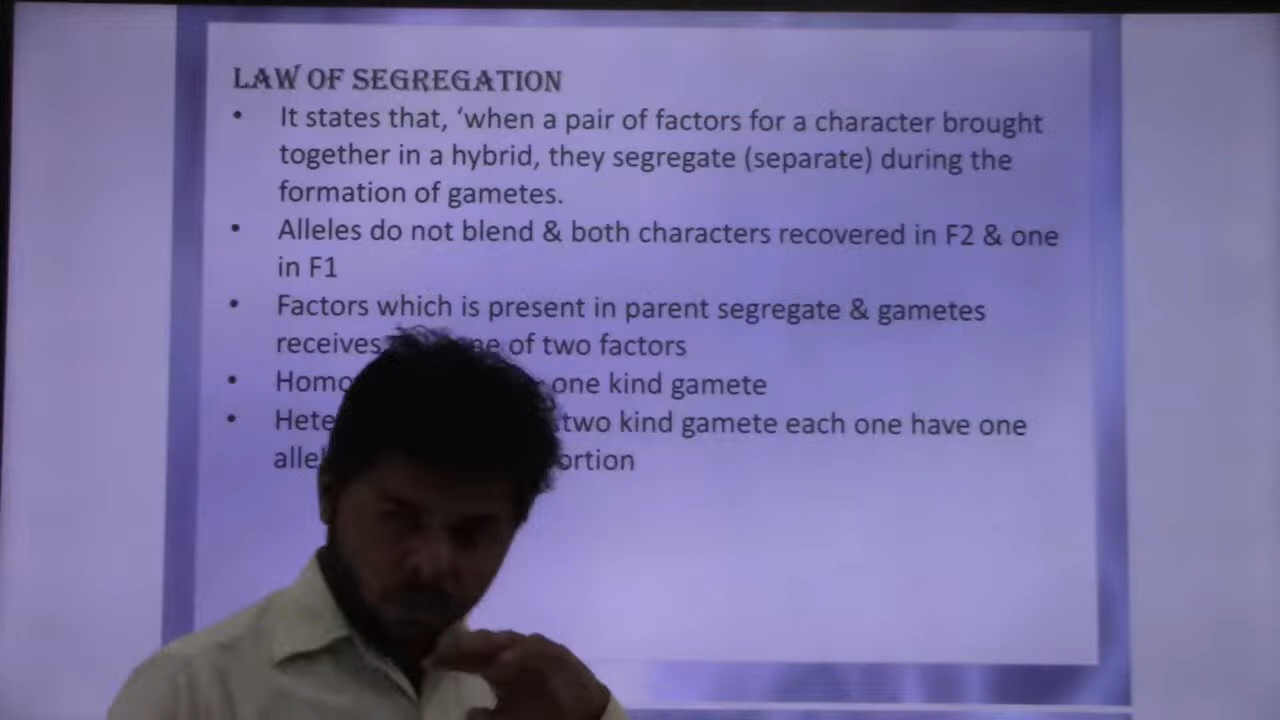 LAW OF SEGREGATION
• It states that, ‘when a pair of factors for a character brought
together in a hybrid, they segregate (separate) during the
formation of gametes.
• Alleles do not blend & both characters recovered in F2 & one
in F1
• Factors which is present in parent segregate & gametes
receives of two factors
• one kind gamete
• two kind gamete each one have one